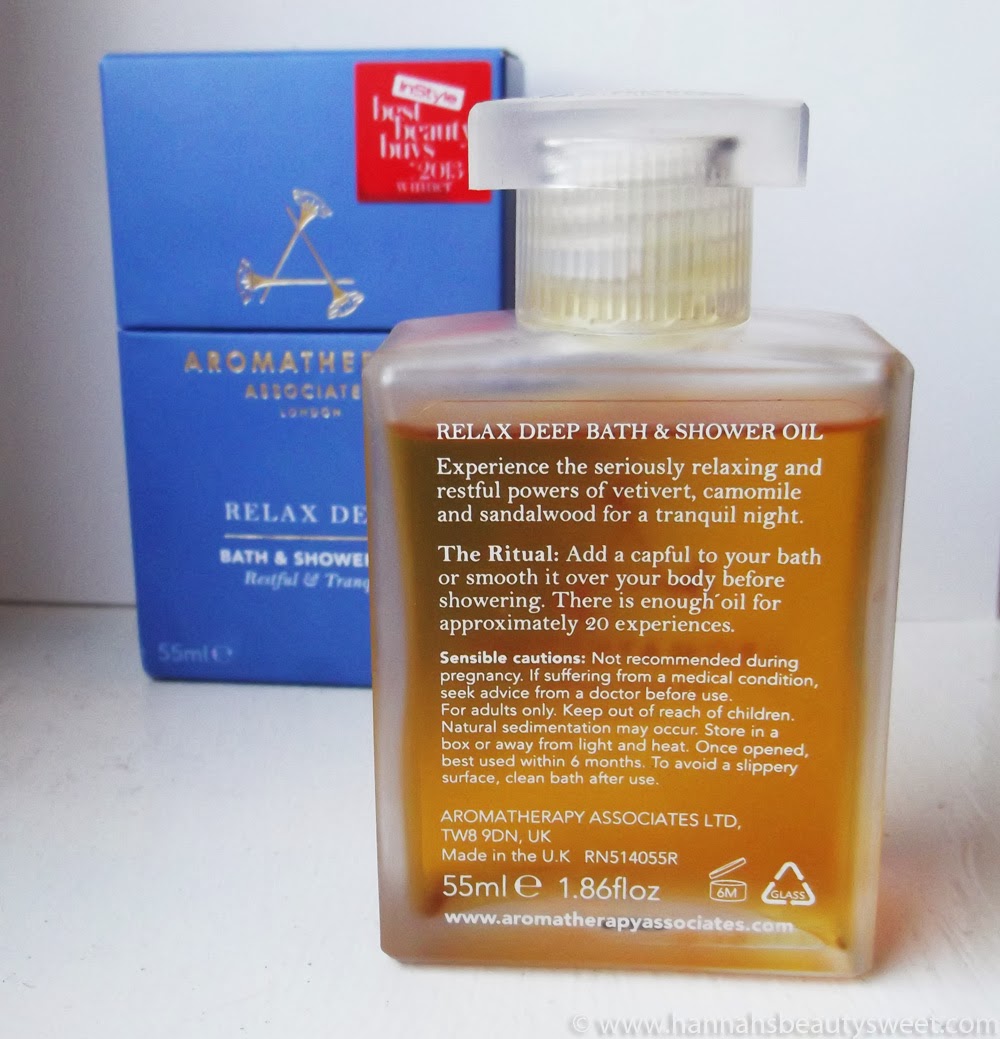 InStyle
best
beauty
buys
2015
winner
AROMATHE
ASSOCIATE
LONDON
RELAX DE
BATH & SHOWER
Restful & Tranq
55ml ℮
RELAX DEEP BATH & SHOWER OIL
Experience the seriously relaxing and
restful powers of vetivert, camomile
and sandalwood for a tranquil night.
The Ritual: Add a capful to your bath
or smooth it over your body before
showering. There is enough oil for
approximately 20 experiences.
Sensible cautions: Not recommended during
pregnancy. If suffering from a medical condition,
seek advice from a doctor before use.
For adults only. Keep out of reach of children.
Natural sedimentation may occur. Store in a
box or away from light and heat. Once opened,
best used within 6 months. To avoid a slippery
surface, clean bath after use.
AROMATHERAPY ASSOCIATES LTD,
TW8 9DN, UK
Made in the U.K RN514055R
55ml ℮ 1.86floz
6M
GLASS
www.aromatherapyassociates.com
© www.hannahsbeautysweet.com